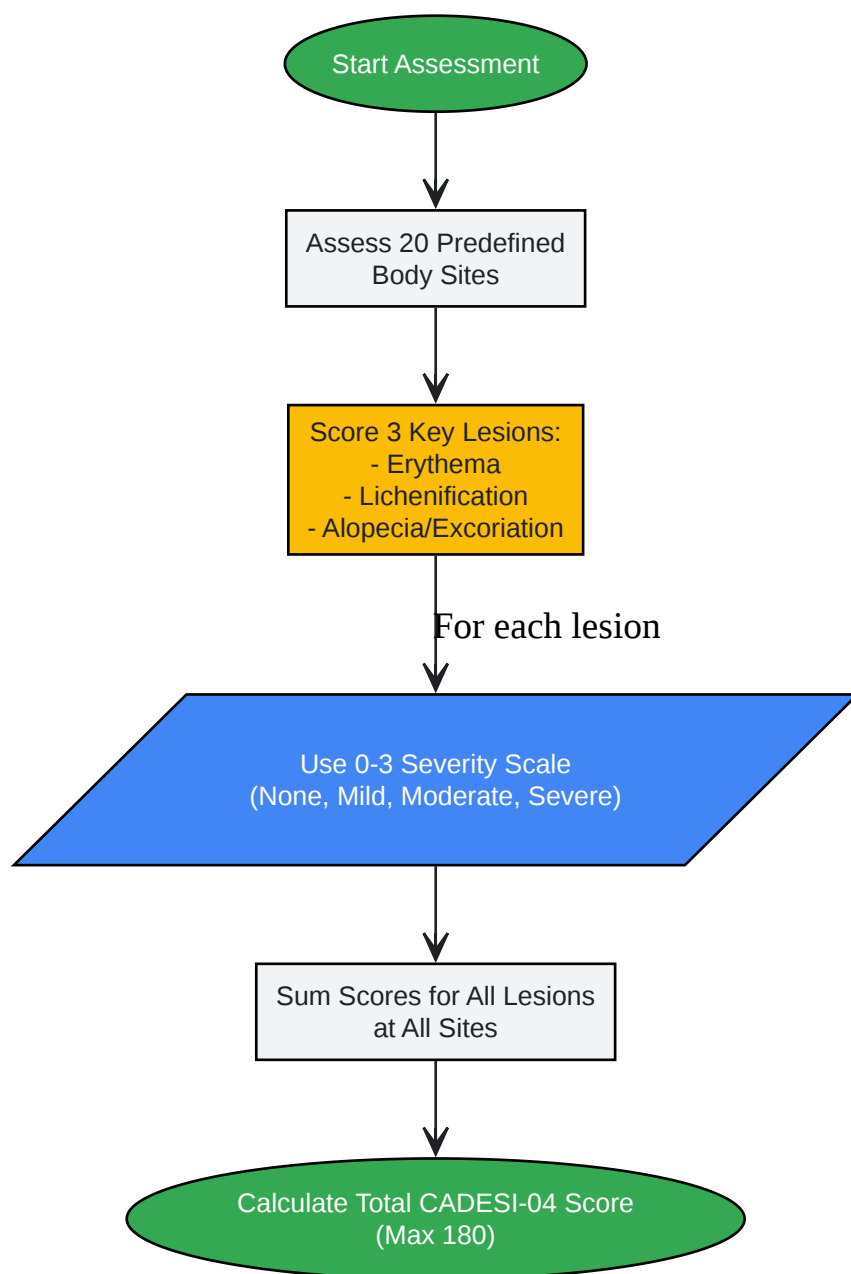 Start Assessment
Assess 20 Predefined
Body Sites
Score 3 Key Lesions:
- Erythema
- Lichenification
- Alopecia/Excoriation
For each lesion
Use 0-3 Severity Scale
(None, Mild, Moderate, Severe)
Sum Scores for All Lesions
at All Sites
Calculate Total CADESI-04 Score
(Max 180)